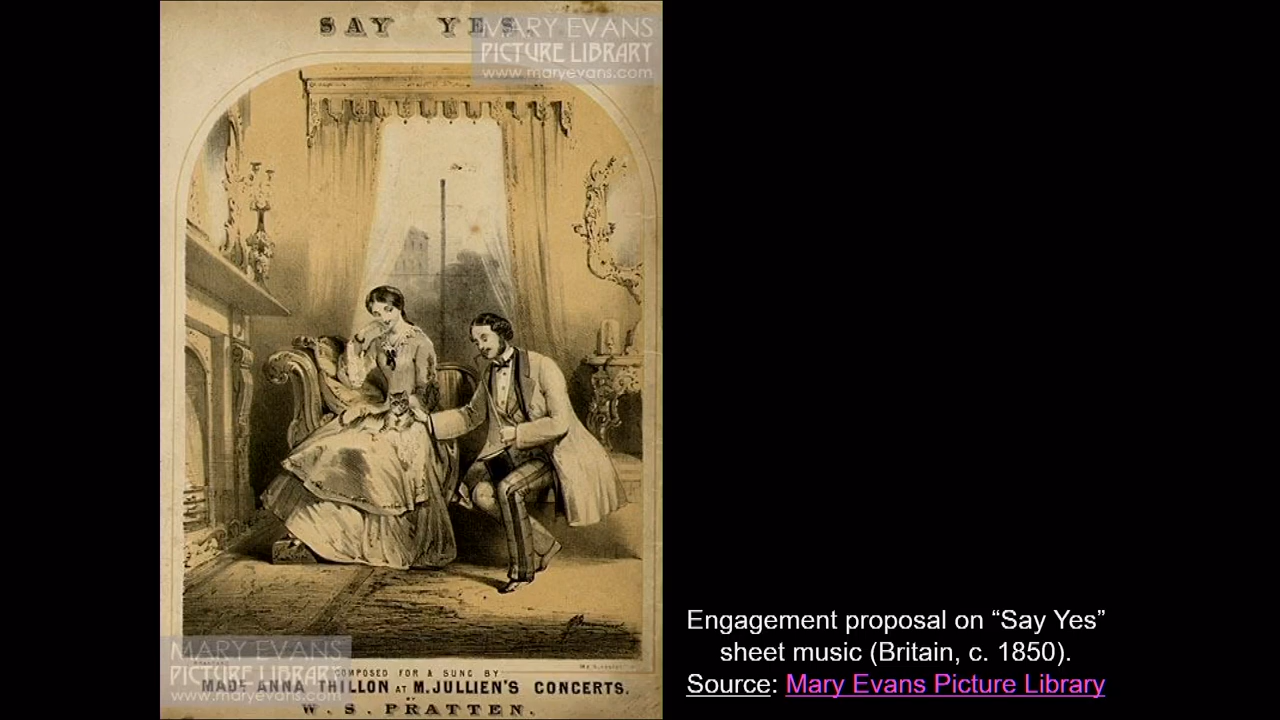 SAY YES.
MARY EVANS
PICTURE LIBRARY
www.maryevans.com
MARY EVANS
PICTURE LIBRARY
www.maryevans.com
COMPOSED FOR & SUNG BY
MADE ANNA THILLON AT M. JULLIEN'S CONCERTS,
BY
W. S. PRATTEN.
Engagement proposal on “Say Yes”
sheet music (Britain, c. 1850).
Source: Mary Evans Picture Library